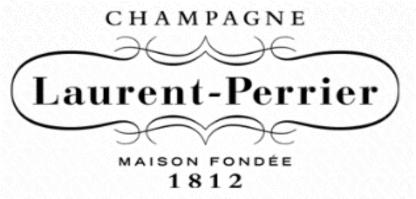 CHAMPAGNE
Laurent-Perrier
MAISON FONDÉE
1812